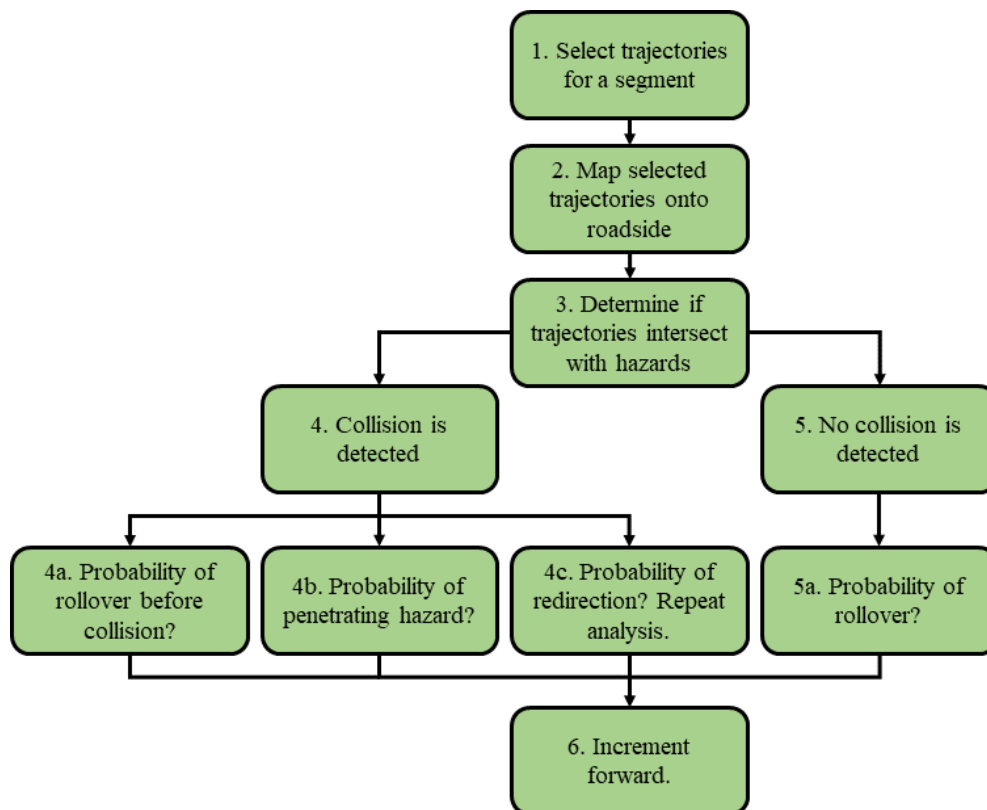 1. Select trajectories
for a segment
2. Map selected
trajectories onto
roadside
3. Determine if
trajectories intersect
with hazards
4. Collision is
detected
5. No collision is
detected
4a. Probability of
rollover before
collision?
4b. Probability of
penetrating hazard?
4c. Probability of
redirection? Repeat
analysis.
5a. Probability of
rollover?
6. Increment
forward.